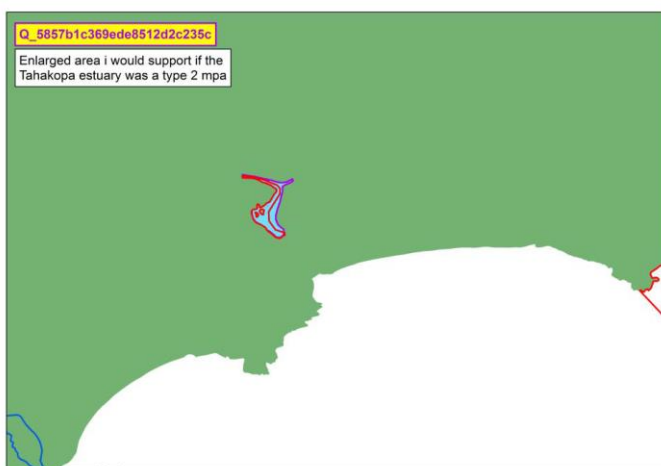 Q_5857b1c369ede8512d2c235c
Enlarged area i would support if the
Tahakopa estuary was a type 2 mpa